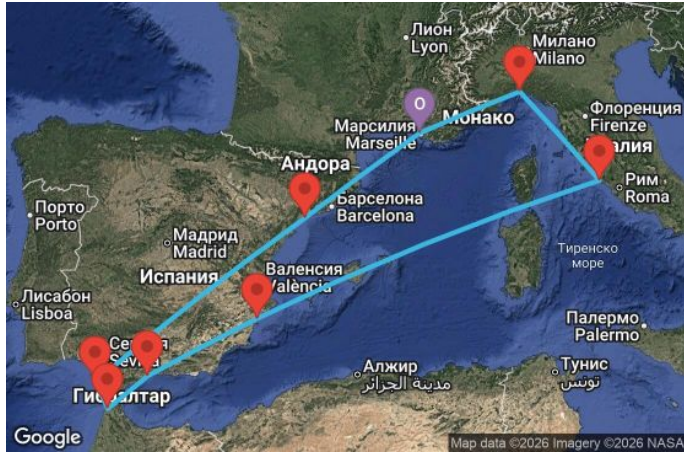 Лион
Lyon
Милано
Milano
O
Марсилия
Marseille
Монако
Флоренция
Firenze
Андора
Рим
Roma
Барселона
Barcelona
Порто
Porto
Мадрид
Madrid
Испания
Валенсия
València
Тиренско
море
Лисабон
Lisboa
Палермо
Palermo
Алжир
مدينة الجزائر
Тунис
تونس
Google
Map data ©2026 Imagery ©2026 NASA